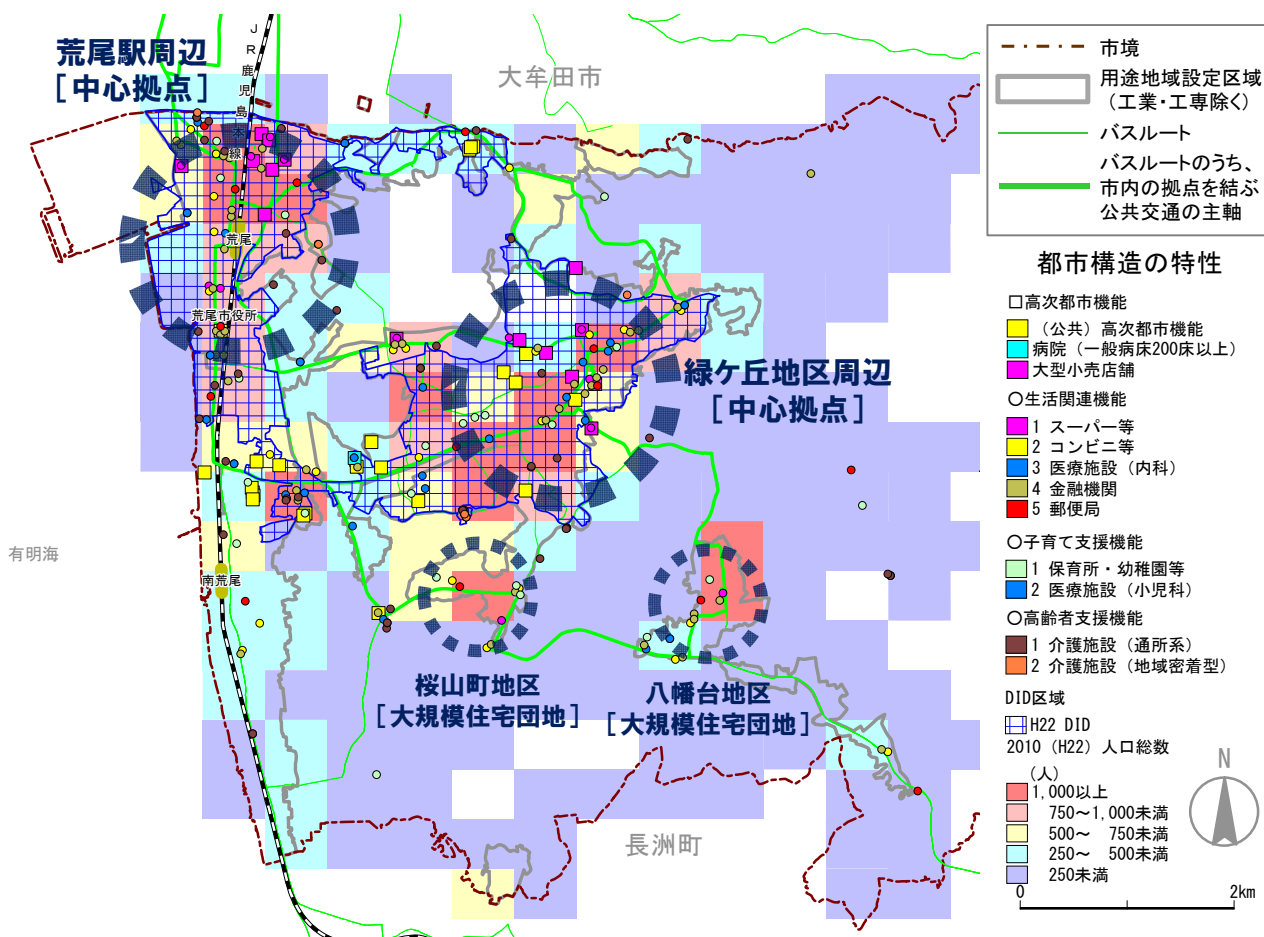 荒尾駅周辺
[中心拠点]
JR鹿児島本線
大牟田市
荒尾
荒尾市役所
緑ケ丘地区周辺
[中心拠点]
有明海
南荒尾
桜山町地区
[大規模住宅団地]
八幡台地区
[大規模住宅団地]
長洲町
市境
用途地域設定区域
(工業・工専除く)
バスルート
バスルートのうち、
市内の拠点を結ぶ
公共交通の主軸
都市構造の特性
□高次都市機能
(公共)高次都市機能
病院(一般病床200床以上)
大型小売店舗
○生活関連機能
1 スーパー等
2 コンビニ等
3 医療施設(内科)
4 金融機関
5 郵便局
○子育て支援機能
1 保育所・幼稚園等
2 医療施設(小児科)
○高齢者支援機能
1 介護施設(通所系)
2 介護施設(地域密着型)
DID区域
H22 DID
2010(H22)人口総数
(人)
1,000以上
750～1,000未満
500～ 750未満
250～ 500未満
250未満
N
0 2km